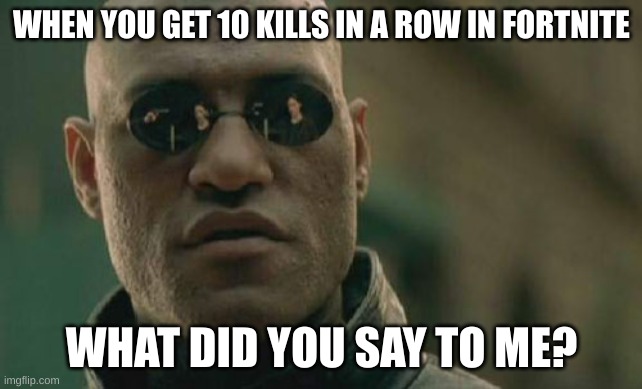 WHEN YOU GET 10 KILLS IN A ROW IN FORTNITE
WHAT DID YOU SAY TO ME?
imgflip.com